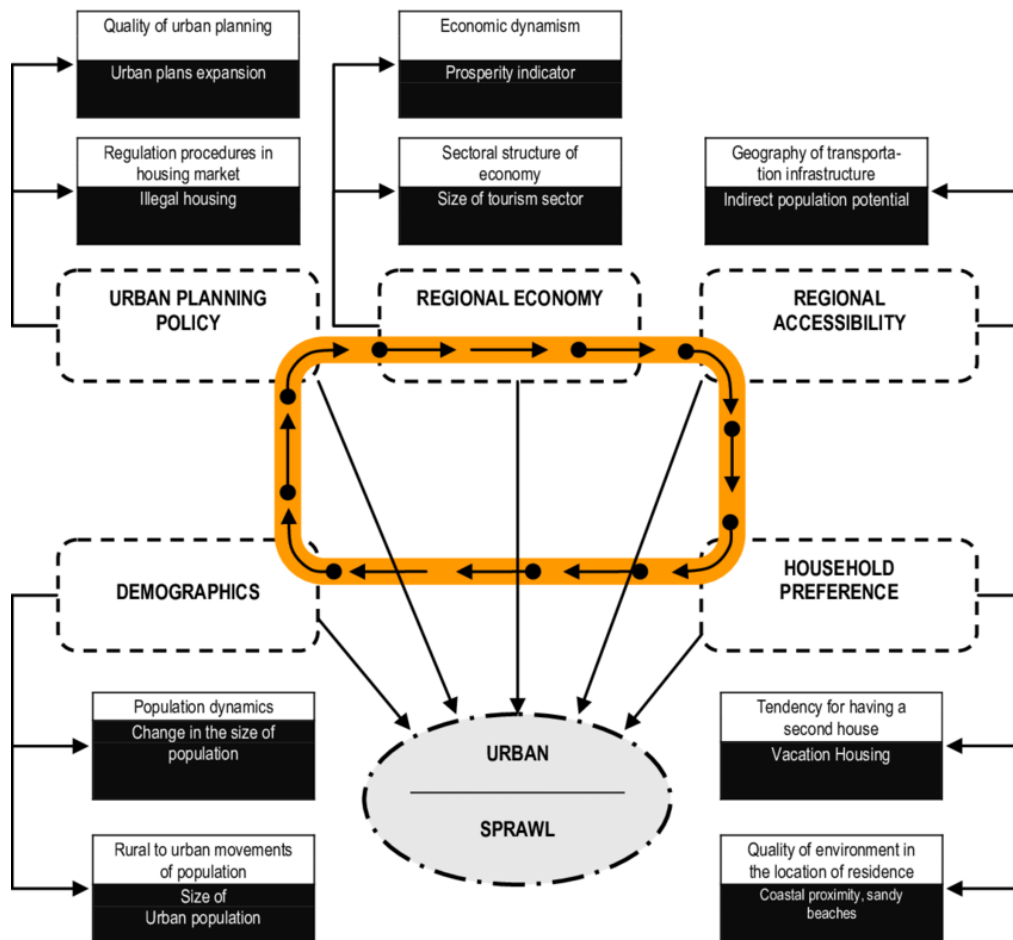 Quality of urban planning
Urban plans expansion
Economic dynamism
Prosperity indicator
Regulation procedures in
housing market
Illegal housing
Sectoral structure of
economy
Size of tourism sector
Geography of transporta-
tion infrastructure
Indirect population potential
URBAN PLANNING
POLICY
REGIONAL ECONOMY
REGIONAL
ACCESSIBILITY
DEMOGRAPHICS
HOUSEHOLD
PREFERENCE
Population dynamics
Change in the size of
population
URBAN
SPRAWL
Tendency for having a
second house
Vacation Housing
Rural to urban movements
of population
Size of
Urban population
Quality of environment in
the location of residence
Coastal proximity, sandy
beaches